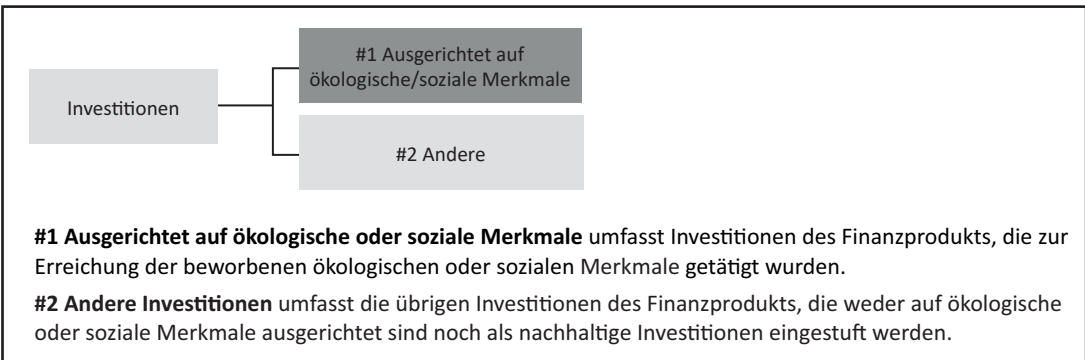 #1 Ausgerichtet auf
ökologische/soziale Merkmale
Investitionen
#2 Andere
#1 Ausgerichtet auf ökologische oder soziale Merkmale umfasst Investitionen des Finanzprodukts, die zur
Erreichung der beworbenen ökologischen oder sozialen Merkmale getätigt wurden.
#2 Andere Investitionen umfasst die übrigen Investitionen des Finanzprodukts, die weder auf ökologische
oder soziale Merkmale ausgerichtet sind noch als nachhaltige Investitionen eingestuft werden.